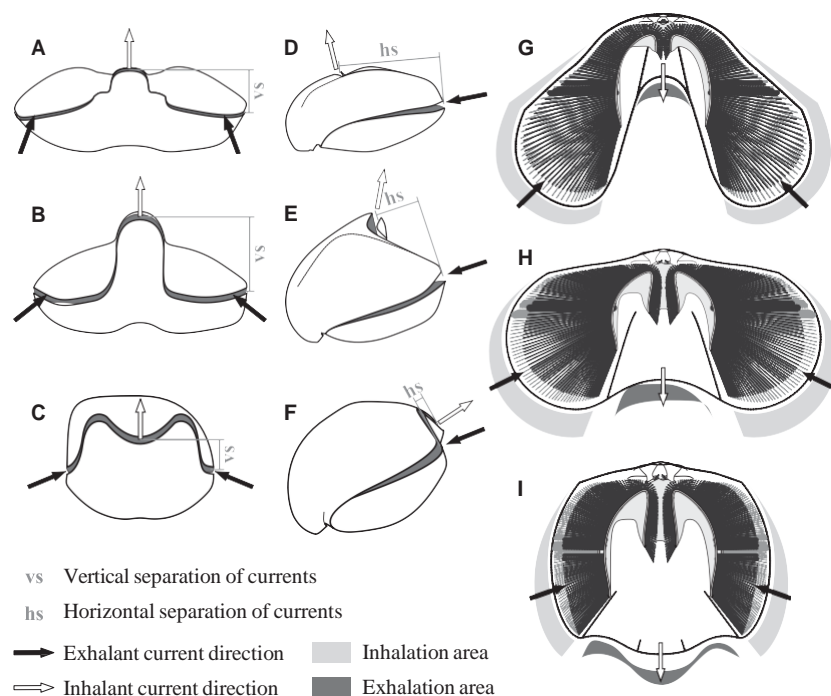 A
D
G
hs
vs
B
E
hs
vs
H
C
F
hs
vs
I
vs Vertical separation of currents
hs Horizontal separation of currents
Exhalant current direction
Inhalation area
Inhalant current direction
Exhalation area